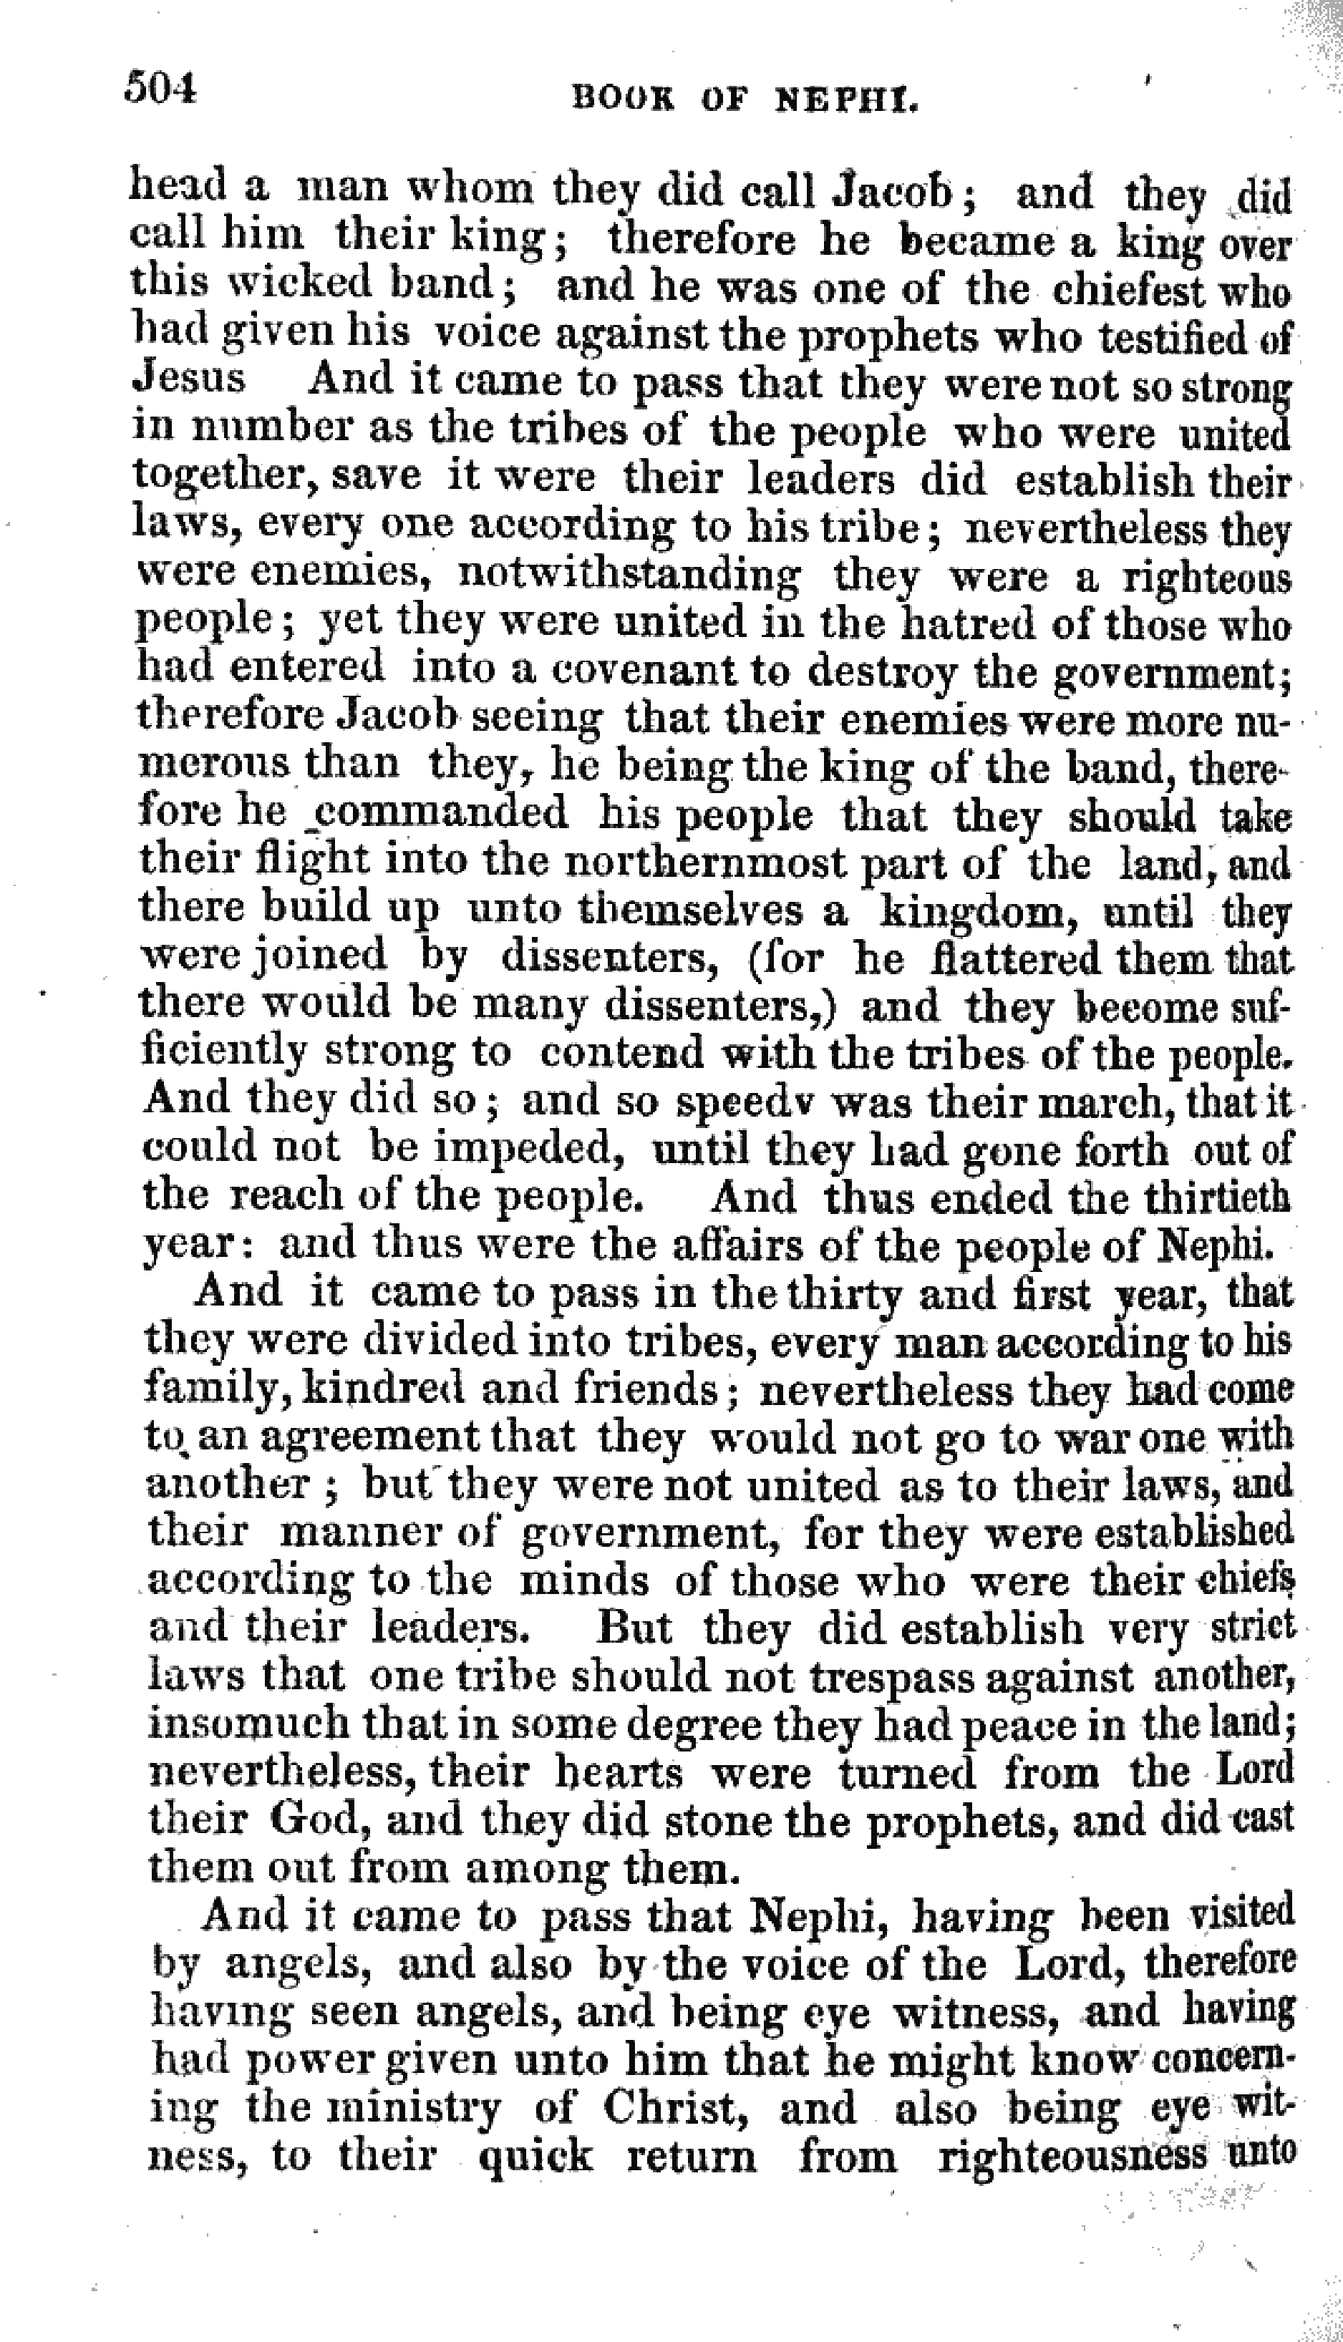 504
BOOK OF NEPHI.
head a man whom they did call Jacob; and they did
call him their king; therefore he became a king over
this wicked band; and he was one of the chiefest who
had given his voice against the prophets who testified of
Jesus And it came to pass that they were not so strong
in number as the tribes of the people who were united
together, save it were their leaders did establish their
laws, every one according to his tribe; nevertheless they
were enemies, notwithstanding they were a righteous
people; yet they were united in the hatred of those who
had entered into a covenant to destroy the government;
therefore Jacob seeing that their enemies were more nu-
merous than they, he being the king of the band, there-
fore he commanded his people that they should take
their flight into the northernmost part of the land, and
there build up unto themselves a kingdom, until they
were joined by dissenters, (for he flattered them that
there would be many dissenters,) and they become suf-
ficiently strong to contend with the tribes of the people.
And they did so; and so speedy was their march, that it
could not be impeded, until they had gone forth out of
the reach of the people. And thus ended the thirtieth
year: and thus were the affairs of the people of Nephi.
And it came to pass in the thirty and first year, that
they were divided into tribes, every man according to his
family, kindred and friends; nevertheless they had come
to an agreement that they would not go to war one with
another; but they were not united as to their laws, and
their manner of government, for they were established
according to the minds of those who were their chiefs
and their leaders. But they did establish very strict
laws that one tribe should not trespass against another,
insomuch that in some degree they had peace in the land;
nevertheless, their hearts were turned from the Lord
their God, and they did stone the prophets, and did cast
them out from among them.
And it came to pass that Nephi, having been visited
by angels, and also by the voice of the Lord, therefore
having seen angels, and being eye witness, and having
had power given unto him that he might know concern-
ing the ministry of Christ, and also being eye wit-
ness, to their quick return from righteousness unto